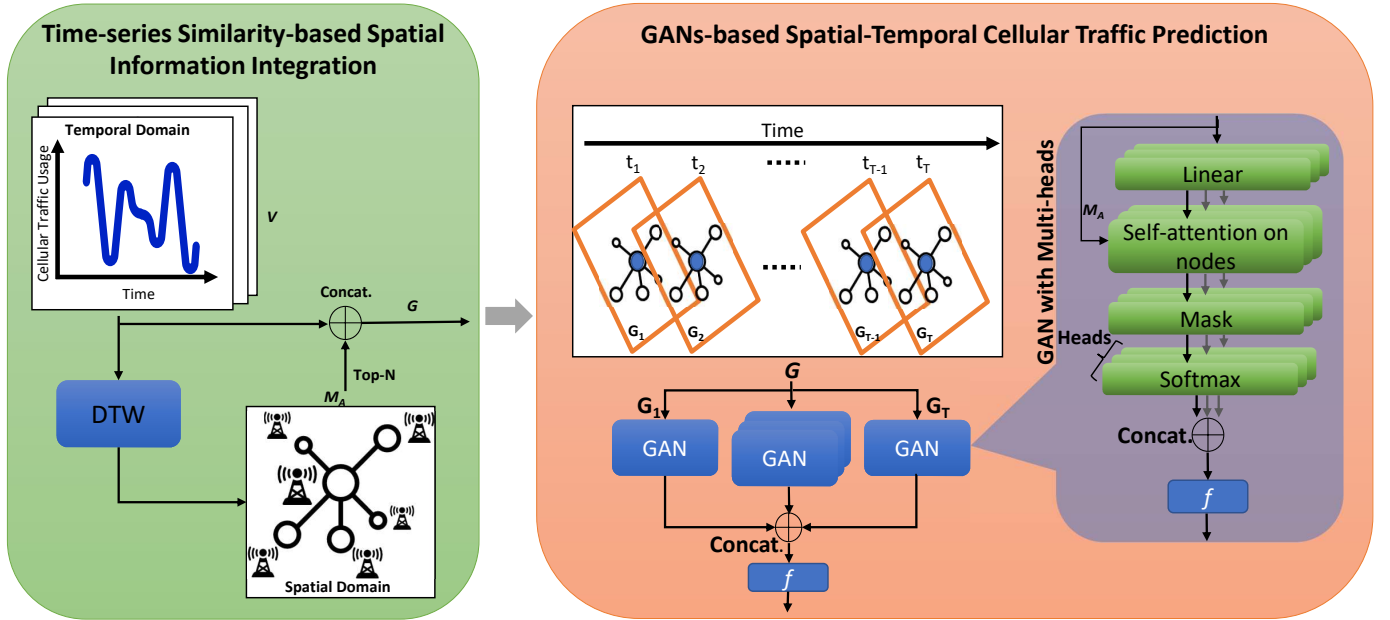 Time-series Similarity-based Spatial
Information Integration
Temporal Domain
Cellular Traffic Usage
Time
V
Concat.
G
Top-N
M_A
DTW
Spatial Domain
GANs-based Spatial-Temporal Cellular Traffic Prediction
Time
t_1 t_2 ...... t_{T-1} t_T
......
G_1 G_2 G_{T-1} G_T
G
G_1 G_T
GAN GAN GAN
Concat.
f
GAN with Multi-heads
Linear
M_A
Self-attention on
nodes
Mask
Heads
Softmax
Concat.
f